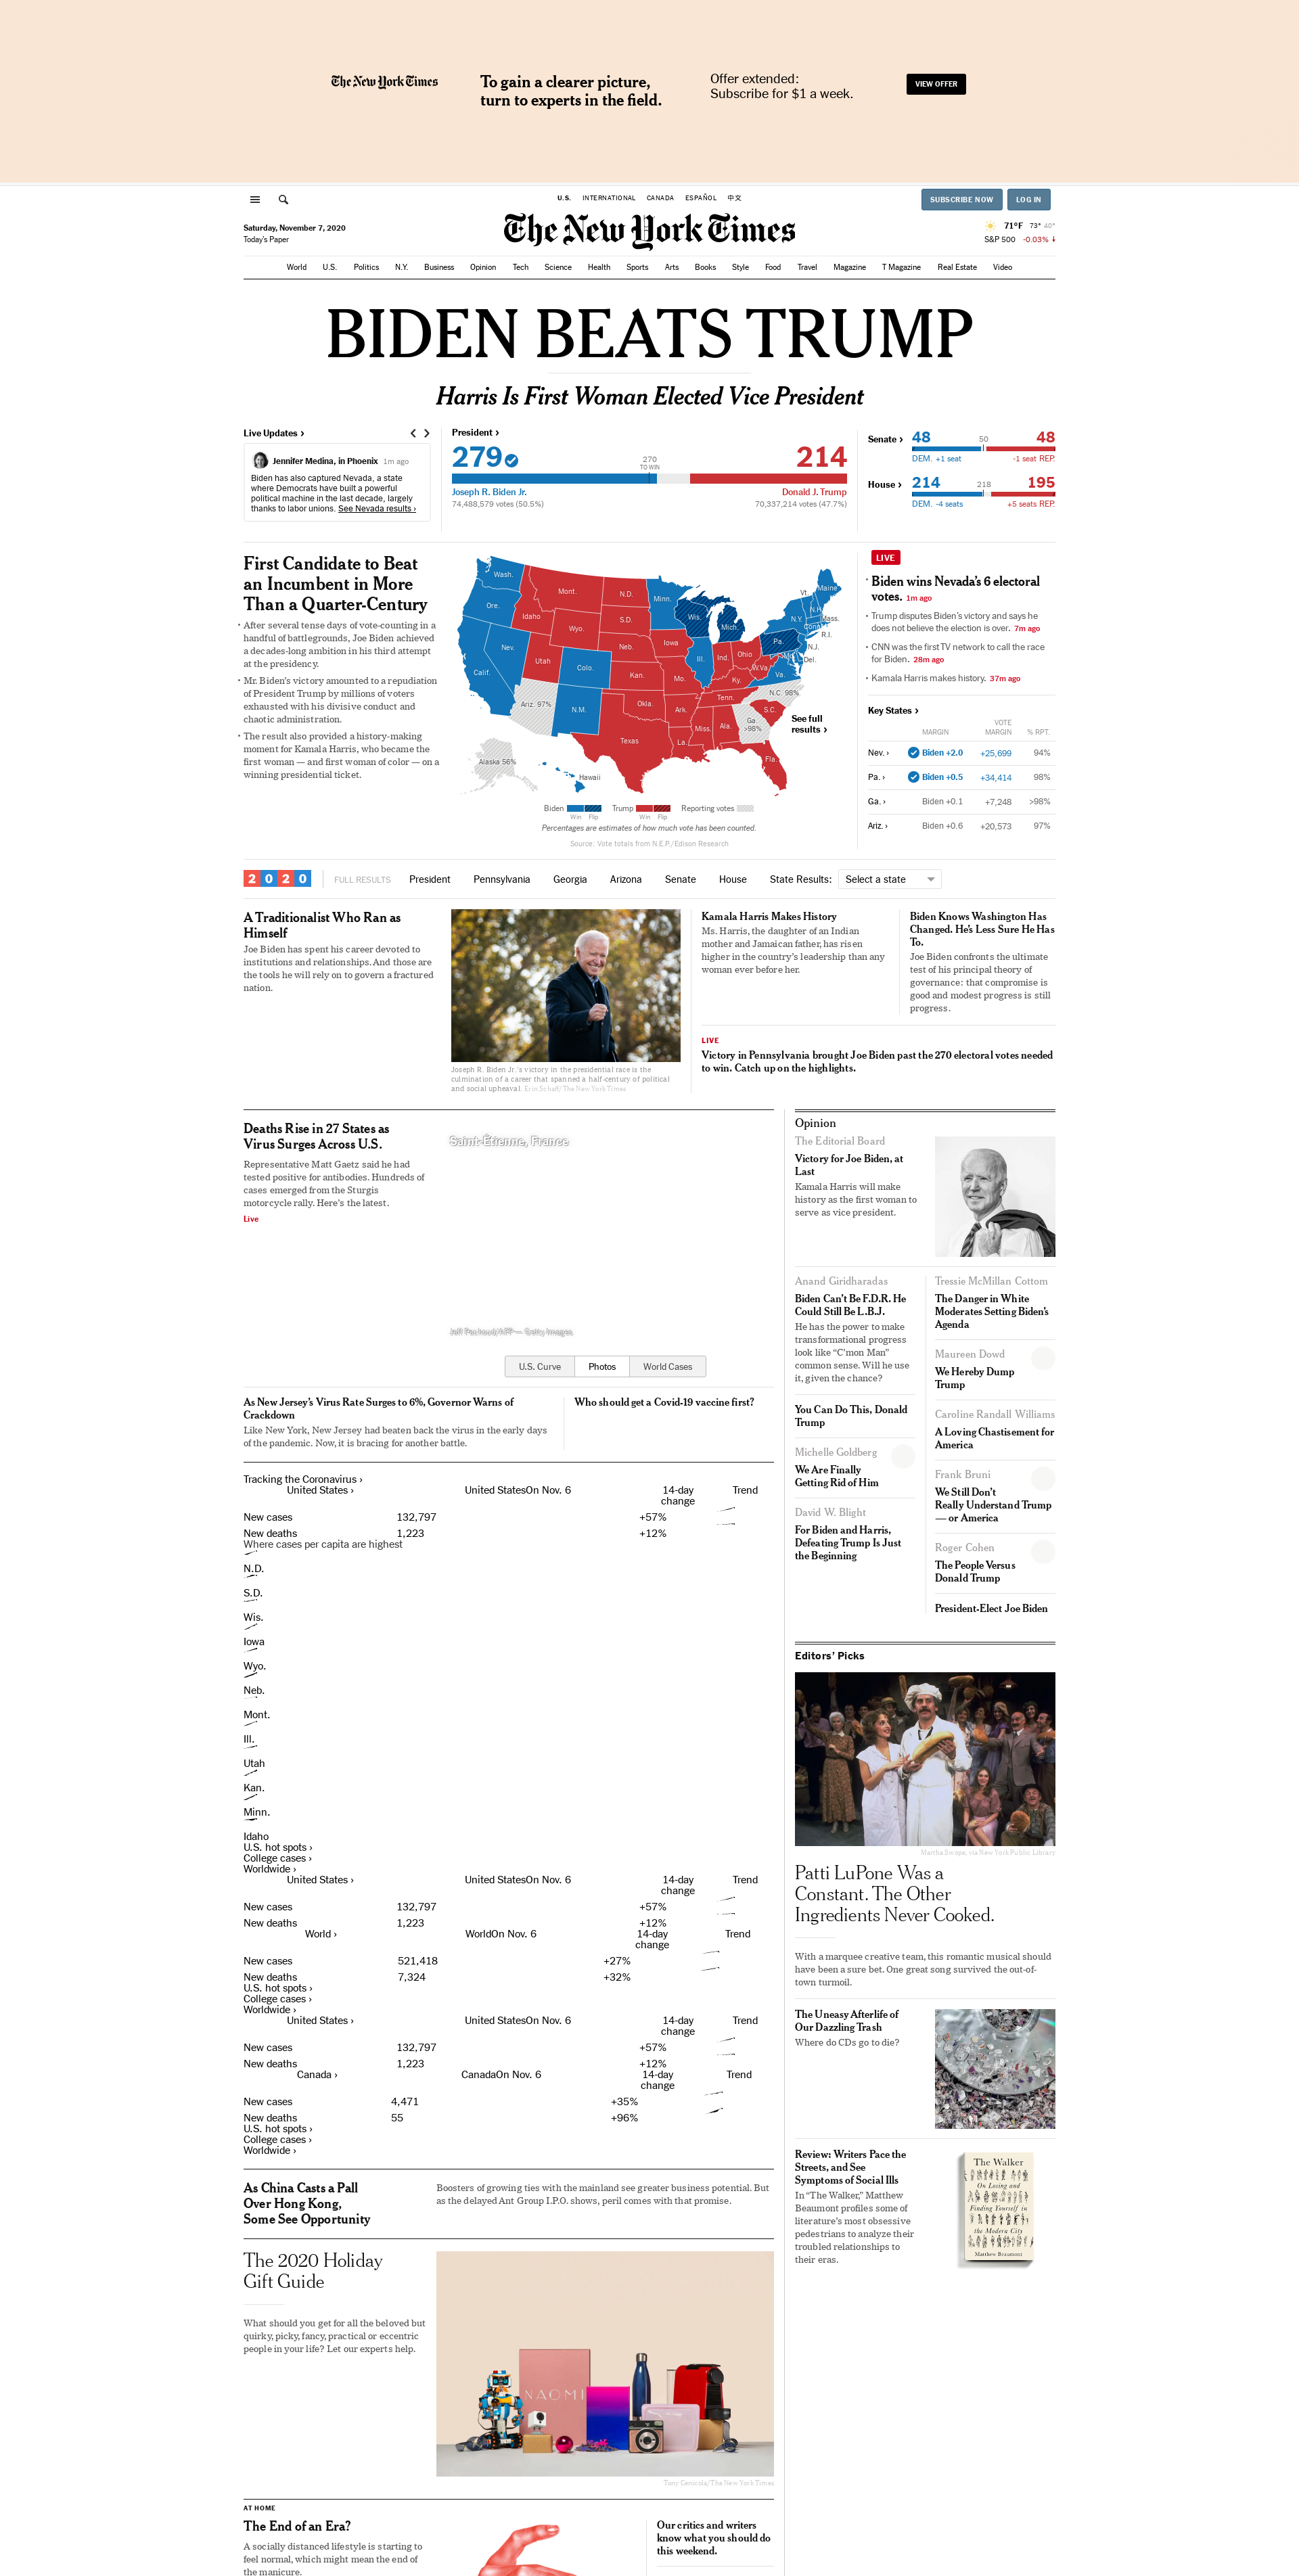 The New York Times
To gain a clearer picture,
turn to experts in the field.
Offer extended:
Subscribe for $1 a week.
VIEW OFFER
U.S. INTERNATIONAL CANADA ESPAÑOL 中文
SUBSCRIBE NOW LOG IN
Saturday, November 7, 2020
Today's Paper
The New York Times
71°F 73° 40°
S&P 500 -0.03%
World U.S. Politics N.Y. Business Opinion Tech Science Health Sports Arts Books Style Food Travel Magazine T Magazine Real Estate Video
BIDEN BEATS TRUMP
Harris Is First Woman Elected Vice President
Live Updates ›
Jennifer Medina, in Phoenix 1m ago
Biden has also captured Nevada, a state
where Democrats have built a powerful
political machine in the last decade, largely
thanks to labor unions. See Nevada results ›
President ›
279
270
TO WIN
214
Joseph R. Biden Jr.
Donald J. Trump
74,488,579 votes (50.5%)
70,337,214 votes (47.7%)
Senate ›
48 50 48
DEM. +1 seat -1 seat REP.
House ›
214 218 195
DEM. -4 seats +5 seats REP.
First Candidate to Beat
an Incumbent in More
Than a Quarter-Century
After several tense days of vote-counting in a
handful of battlegrounds, Joe Biden achieved
a decades-long ambition in his third attempt
at the presidency.
Mr. Biden's victory amounted to a repudiation
of President Trump by millions of voters
exhausted with his divisive conduct and
chaotic administration.
The result also provided a history-making
moment for Kamala Harris, who became the
first woman — and first woman of color — on a
winning presidential ticket.
Wash.
Mont.
N.D.
Minn.
Vt.
Maine
Ore.
Idaho
S.D.
Wis.
Mich.
N.Y.
N.H.
Mass.
Conn.
R.I.
Wyo.
Iowa
Pa.
N.J.
Nev.
Neb.
Ill.
Ind.
Ohio
Md.
Del.
Utah
Colo.
W.Va.
Va.
Calif.
Kan.
Mo.
Ky.
N.C. 98%
Tenn.
Ariz. 97%
N.M.
Okla.
Ark.
S.C.
Miss.
Ala.
Ga.
>98%
Texas
La.
Fla.
Alaska 56%
Hawaii
See full
results ›
Biden Trump Reporting votes
Win Flip Win Flip
Percentages are estimates of how much vote has been counted.
Source: Vote totals from N.E.P./Edison Research
LIVE
Biden wins Nevada's 6 electoral
votes. 1m ago
Trump disputes Biden's victory and says he
does not believe the election is over. 7m ago
CNN was the first TV network to call the race
for Biden. 28m ago
Kamala Harris makes history. 37m ago
Key States ›
MARGIN VOTE MARGIN % RPT.
Nev. › Biden +2.0 +25,699 94%
Pa. › Biden +0.5 +34,414 98%
Ga. › Biden +0.1 +7,248 >98%
Ariz. › Biden +0.6 +20,573 97%
2020 FULL RESULTS President Pennsylvania Georgia Arizona Senate House State Results: Select a state
A Traditionalist Who Ran as
Himself
Joe Biden has spent his career devoted to
institutions and relationships. And those are
the tools he will rely on to govern a fractured
nation.
Joseph R. Biden Jr.'s victory in the presidential race is the
culmination of a career that spanned a half-century of political
and social upheaval. Erin Schaff/The New York Times
Kamala Harris Makes History
Ms. Harris, the daughter of an Indian
mother and Jamaican father, has risen
higher in the country's leadership than any
woman ever before her.
Biden Knows Washington Has
Changed. He's Less Sure He Has
To.
Joe Biden confronts the ultimate
test of his principal theory of
governance: that compromise is
good and modest progress is still
progress.
LIVE
Victory in Pennsylvania brought Joe Biden past the 270 electoral votes needed
to win. Catch up on the highlights.
Deaths Rise in 27 States as
Virus Surges Across U.S.
Representative Matt Gaetz said he had
tested positive for antibodies. Hundreds of
cases emerged from the Sturgis
motorcycle rally. Here's the latest.
Live
Saint-Étienne, France
Jeff Pachoud/AFP — Getty Images
U.S. Curve Photos World Cases
As New Jersey's Virus Rate Surges to 6%, Governor Warns of
Crackdown
Like New York, New Jersey had beaten back the virus in the early days
of the pandemic. Now, it is bracing for another battle.
Who should get a Covid-19 vaccine first?
Tracking the Coronavirus ›
United States › United StatesOn Nov. 6 14-day change Trend
New cases 132,797 +57%
New deaths 1,223 +12%
Where cases per capita are highest
N.D.
S.D.
Wis.
Iowa
Wyo.
Neb.
Mont.
Ill.
Utah
Kan.
Minn.
Idaho
U.S. hot spots ›
College cases ›
Worldwide ›
United States › United StatesOn Nov. 6 14-day change Trend
New cases 132,797 +57%
New deaths 1,223 +12%
World › WorldOn Nov. 6 14-day change Trend
New cases 521,418 +27%
New deaths 7,324 +32%
U.S. hot spots ›
College cases ›
Worldwide ›
United States › United StatesOn Nov. 6 14-day change Trend
New cases 132,797 +57%
New deaths 1,223 +12%
Canada › CanadaOn Nov. 6 14-day change Trend
New cases 4,471 +35%
New deaths 55 +96%
U.S. hot spots ›
College cases ›
Worldwide ›
As China Casts a Pall
Over Hong Kong,
Some See Opportunity
Boosters of growing ties with the mainland see greater business potential. But
as the delayed Ant Group I.P.O. shows, peril comes with that promise.
The 2020 Holiday
Gift Guide
What should you get for all the beloved but
quirky, picky, fancy, practical or eccentric
people in your life? Let our experts help.
NAOMI
Tony Cenicola/The New York Times
AT HOME
The End of an Era?
A socially distanced lifestyle is starting to
feel normal, which might mean the end of
the manicure.
Our critics and writers
know what you should do
this weekend.
Opinion
The Editorial Board
Victory for Joe Biden, at
Last
Kamala Harris will make
history as the first woman to
serve as vice president.
Anand Giridharadas
Biden Can't Be F.D.R. He
Could Still Be L.B.J.
He has the power to make
transformational progress
look like “C'mon Man”
common sense. Will he use
it, given the chance?
You Can Do This, Donald
Trump
Michelle Goldberg
We Are Finally
Getting Rid of Him
David W. Blight
For Biden and Harris,
Defeating Trump Is Just
the Beginning
Tressie McMillan Cottom
The Danger in White
Moderates Setting Biden's
Agenda
Maureen Dowd
We Hereby Dump
Trump
Caroline Randall Williams
A Loving Chastisement for
America
Frank Bruni
We Still Don't
Really Understand Trump
— or America
Roger Cohen
The People Versus
Donald Trump
President-Elect Joe Biden
Editors' Picks
Martha Swope, via New York Public Library
Patti LuPone Was a
Constant. The Other
Ingredients Never Cooked.
With a marquee creative team, this romantic musical should
have been a sure bet. One great song survived the out-of-
town turmoil.
The Uneasy Afterlife of
Our Dazzling Trash
Where do CDs go to die?
Review: Writers Pace the
Streets, and See
Symptoms of Social Ills
In “The Walker,” Matthew
Beaumont profiles some of
literature's most obsessive
pedestrians to analyze their
troubled relationships to
their eras.
The Walker
On Losing and
Finding Yourself in
the Modern City
Matthew Beaumont